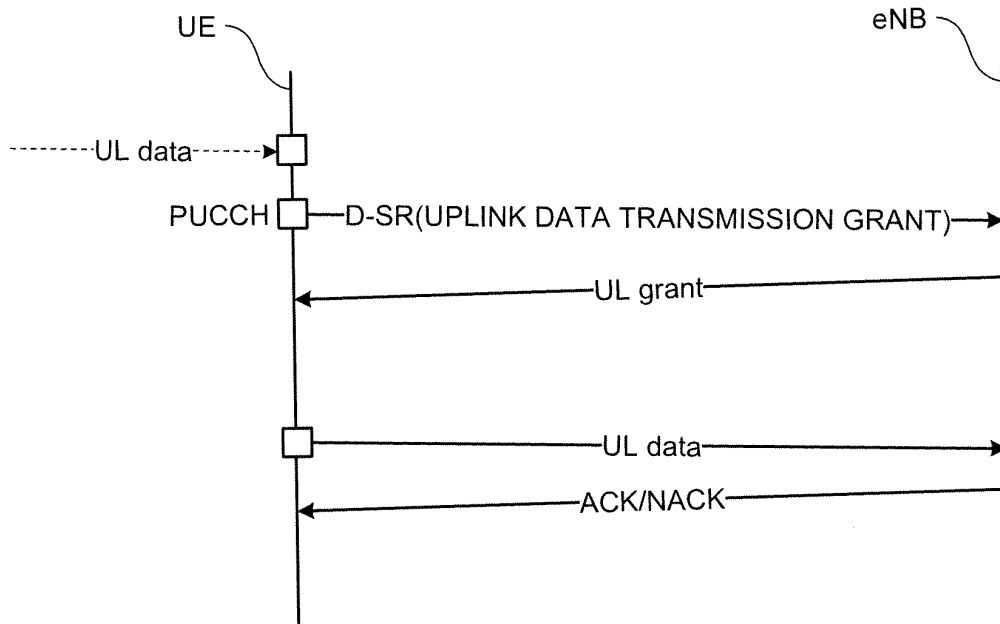 UE
eNB
UL data
PUCCH
D-SR(UPLINK DATA TRANSMISSION GRANT)
UL grant
UL data
ACK/NACK